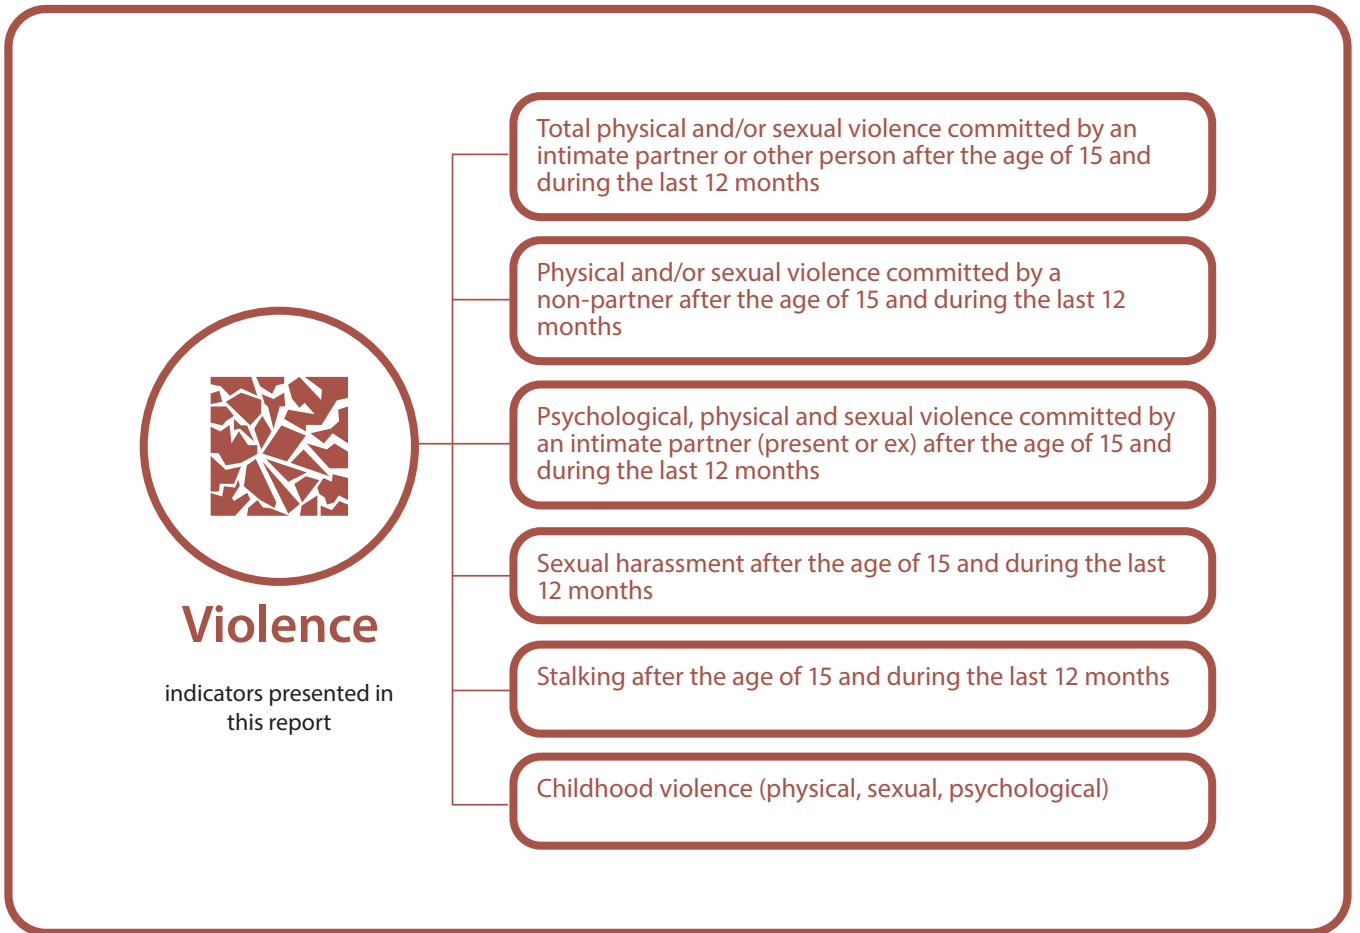 Violence
indicators presented in
this report
Total physical and/or sexual violence committed by an
intimate partner or other person after the age of 15 and
during the last 12 months
Physical and/or sexual violence committed by a
non-partner after the age of 15 and during the last 12
months
Psychological, physical and sexual violence committed by
an intimate partner (present or ex) after the age of 15 and
during the last 12 months
Sexual harassment after the age of 15 and during the last
12 months
Stalking after the age of 15 and during the last 12 months
Childhood violence (physical, sexual, psychological)